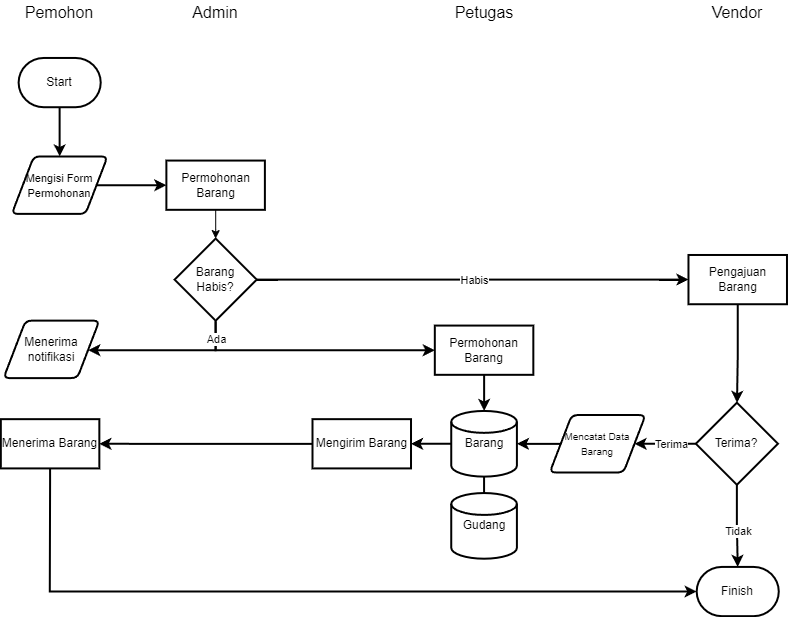 Pemohon
Admin
Petugas
Vendor
Start
Mengisi Form
Permohonan
Permohonan
Barang
Barang
Habis?
Habis
Pengajuan
Barang
Ada
Menerima
notifikasi
Permohonan
Barang
Menerima Barang
Mengirim Barang
Barang
Mencatat Data
Barang
Terima
Terima?
Gudang
Tidak
Finish